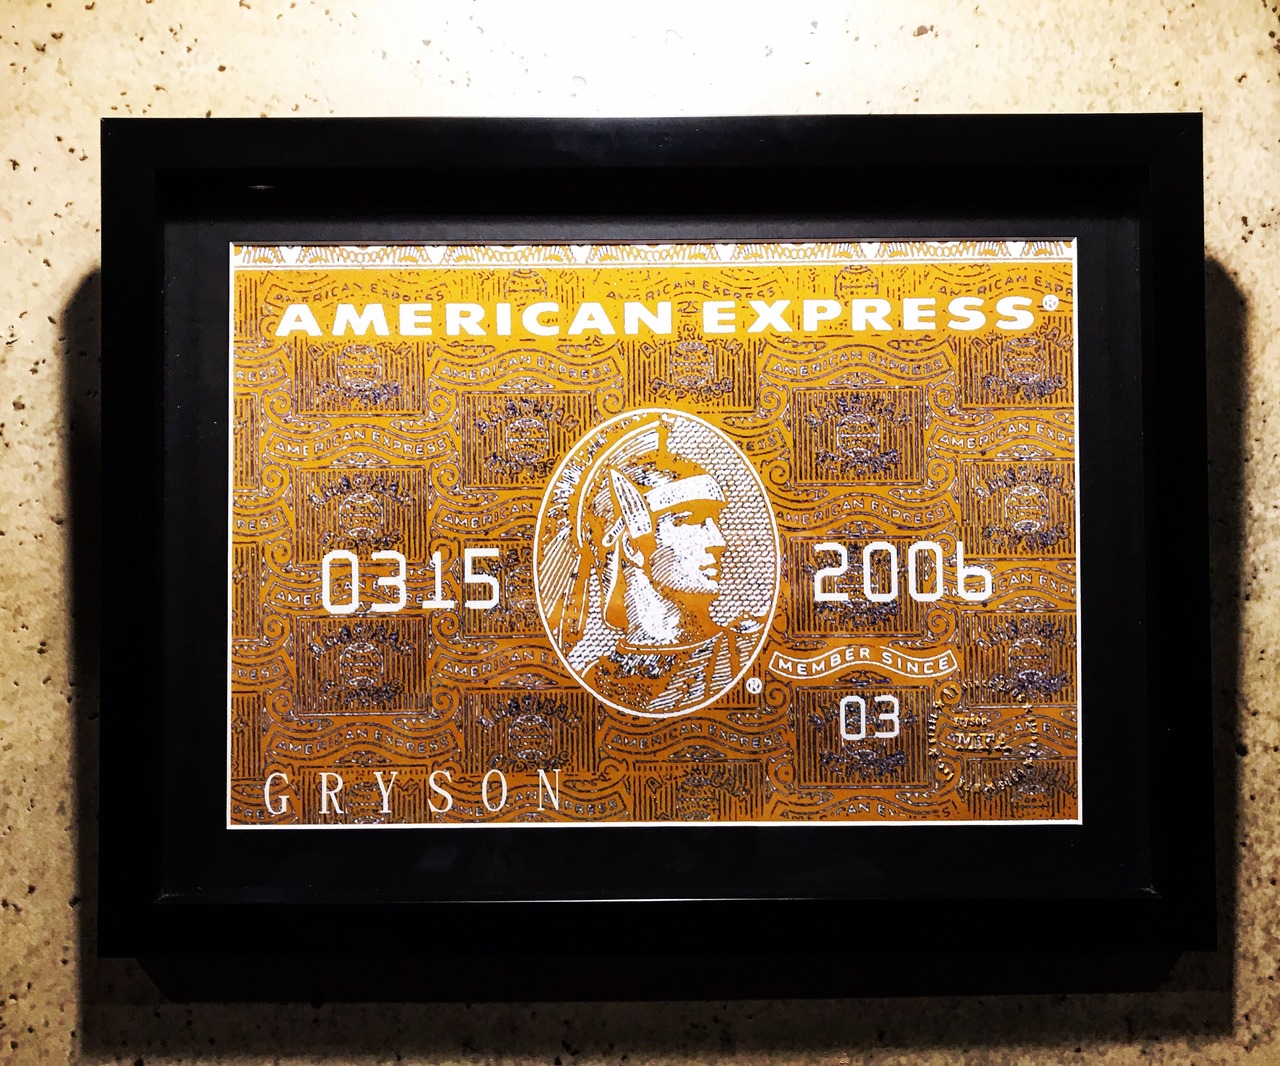 AMERICAN EXPRESS®
0315 2006
MEMBER SINCE
®
03
GRYSON